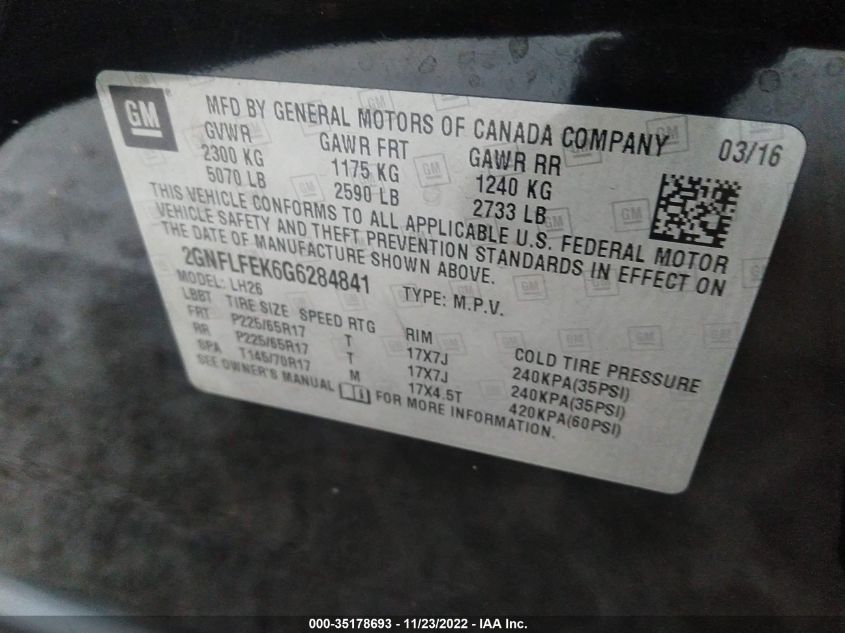 GM ®
MFD BY GENERAL MOTORS OF CANADA COMPANY 03/16
GVWR GAWR FRT GAWR RR
2300 KG 1175 KG 1240 KG
5070 LB 2590 LB 2733 LB
THIS VEHICLE CONFORMS TO ALL APPLICABLE U.S. FEDERAL MOTOR
VEHICLE SAFETY AND THEFT PREVENTION STANDARDS IN EFFECT ON
THE DATE OF MANUFACTURE SHOWN ABOVE.
2GNFLFEK6G6284841 TYPE: M.P.V.
MODEL: LH26
LBBT TIRE SIZE SPEED RTG RIM COLD TIRE PRESSURE
FRT P225/65R17 T 17X7J 240KPA(35PSI)
RR P225/65R17 T 17X7J 240KPA(35PSI)
SPA T145/70R17 M 17X4.5T 420KPA(60PSI)
SEE OWNER'S MANUAL FOR MORE INFORMATION.
000-35178693 - 11/23/2022 - IAA Inc.